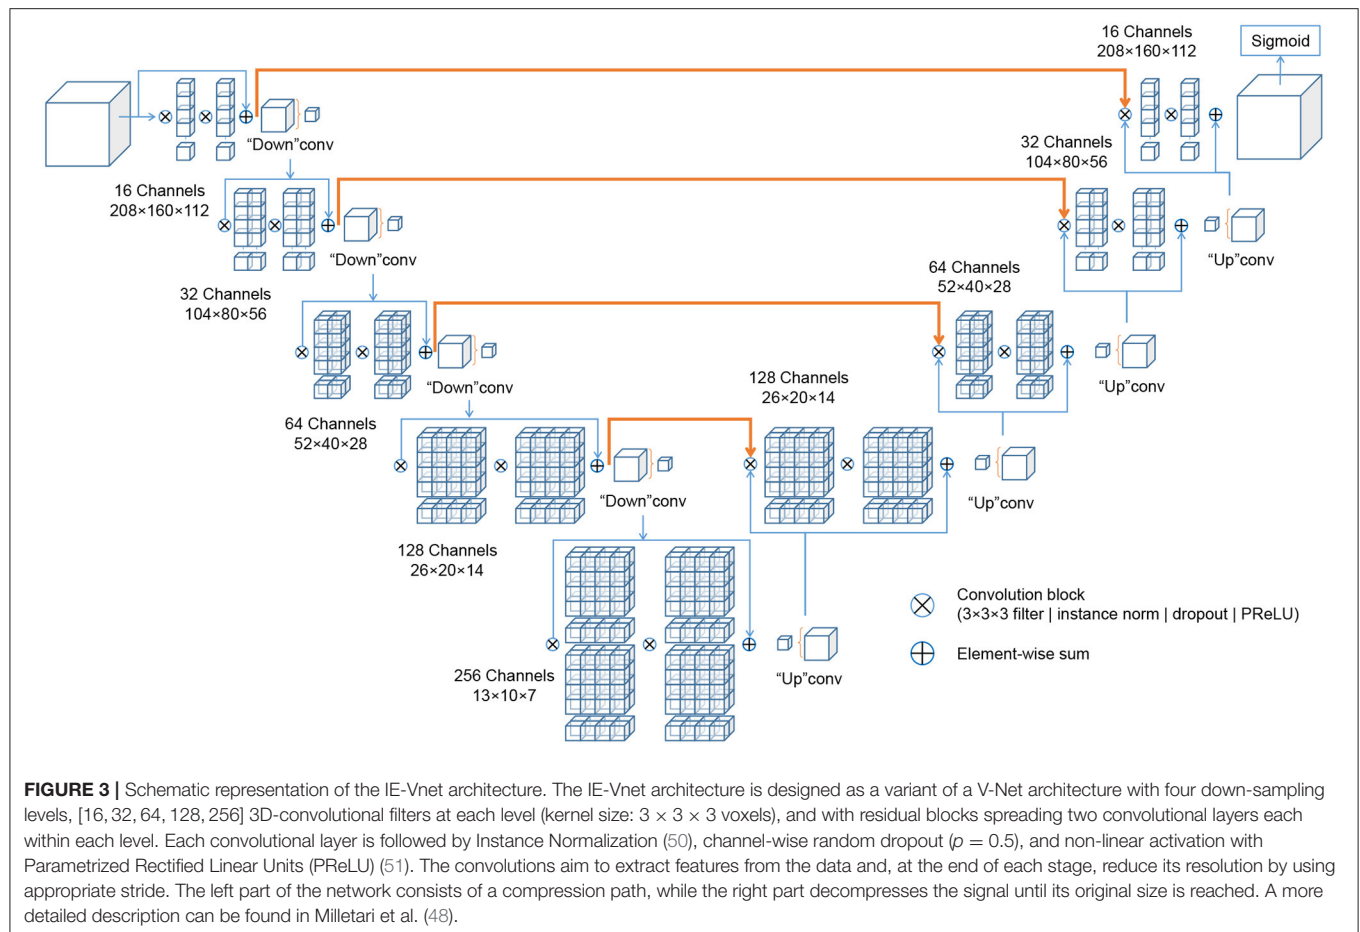 16 Channels
208×160×112
Sigmoid
"Down"conv
32 Channels
104×80×56
16 Channels
208×160×112
"Down"conv
64 Channels
52×40×28
"Up"conv
32 Channels
104×80×56
"Down"conv
128 Channels
26×20×14
"Up"conv
64 Channels
52×40×28
"Down"conv
"Up"conv
128 Channels
26×20×14
Convolution block
(3×3×3 filter | instance norm | dropout | PReLU)
Element-wise sum
256 Channels
13×10×7
"Up"conv
FIGURE 3 | Schematic representation of the IE-Vnet architecture. The IE-Vnet architecture is designed as a variant of a V-Net architecture with four down-sampling
levels, [16, 32, 64, 128, 256] 3D-convolutional filters at each level (kernel size: 3 × 3 × 3 voxels), and with residual blocks spreading two convolutional layers each
within each level. Each convolutional layer is followed by Instance Normalization (50), channel-wise random dropout (p = 0.5), and non-linear activation with
Parametrized Rectified Linear Units (PReLU) (51). The convolutions aim to extract features from the data and, at the end of each stage, reduce its resolution by using
appropriate stride. The left part of the network consists of a compression path, while the right part decompresses the signal until its original size is reached. A more
detailed description can be found in Milletari et al. (48).